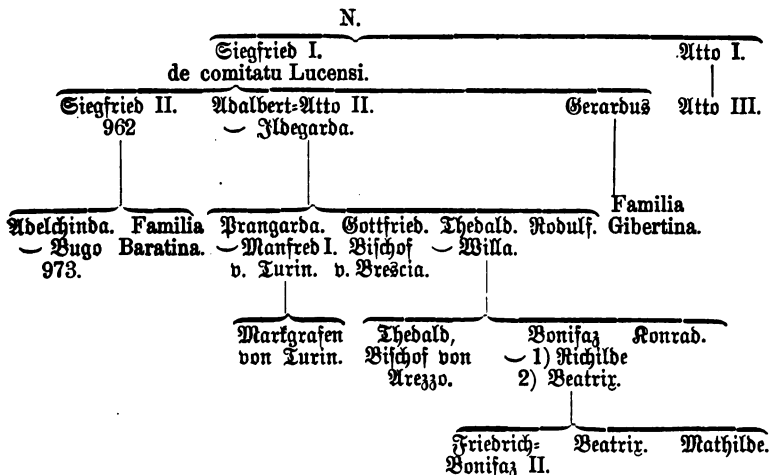 N.
Siegfried I. Atto I.
de comitatu Lucensi.
Siegfried II. Adalbert=Atto II. Gerardus Atto III.
962 ⌣ Ildegarda.
Familia
Adelchinda. Familia Prangarda. Gottfried. Thedald. Rodulf. Gibertina.
⌣ Bugo Baratina. ⌣ Manfred I. Bischof ⌣ Willa.
973. v. Turin. v. Brescia.
Markgrafen Thedald, Bonifaz Konrad.
von Turin. Bischof von ⌣ 1) Richilde
Arezzo. 2) Beatrix.
Friedrich= Beatrix. Mathilde.
Bonifaz II.